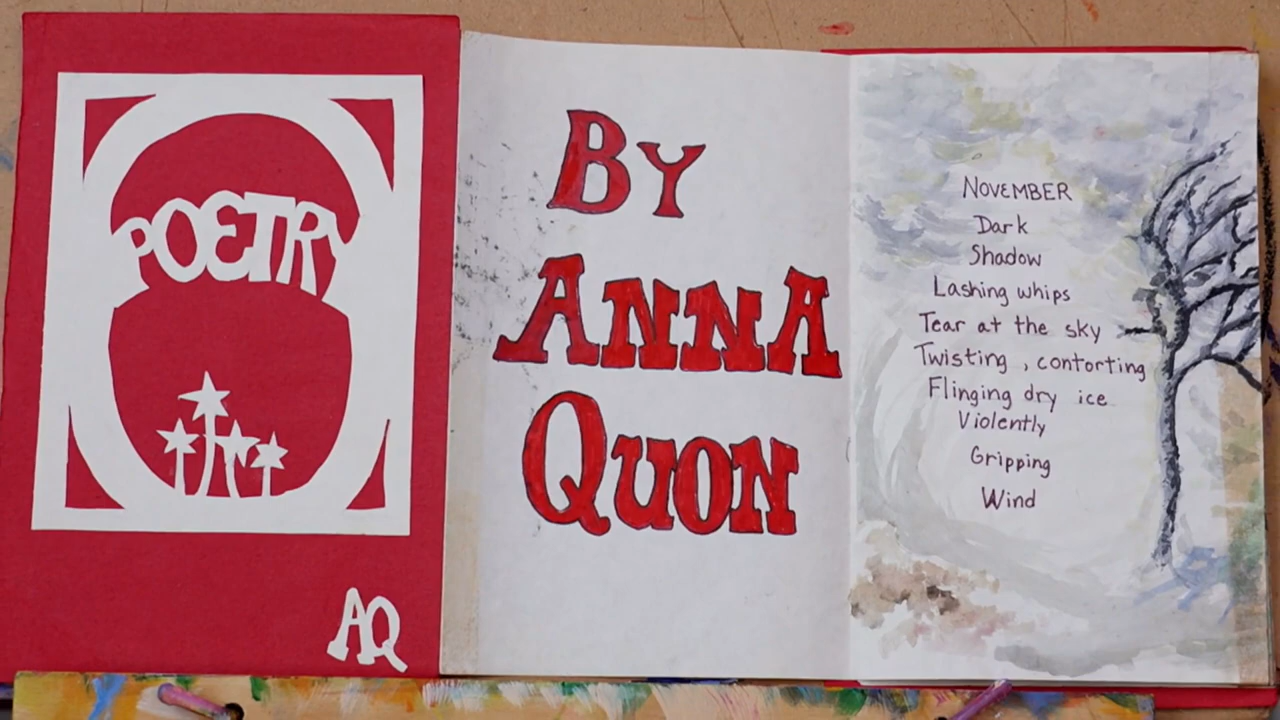 POETRY
AQ
BY
ANNA
QUON
NOVEMBER
Dark
Shadow
Lashing whips
Tear at the sky
Twisting , contorting
Flinging dry ice
Violently
Gripping
Wind